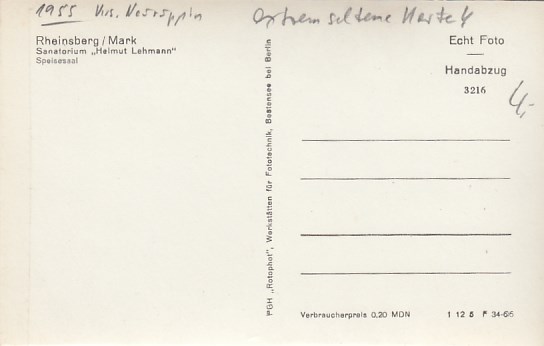 1955 Krs. Neuruppin
extrem seltene Karte
Rheinsberg/Mark
Sanatorium „Helmut Lehmann"
Speisesaal
PGH „Rotophot", Werkstätten für Fototechnik, Bestensee bei Berlin
Echt Foto
Handabzug
3216
4,-
Verbraucherpreis 0,20 MDN
1 12 5 F 34-66